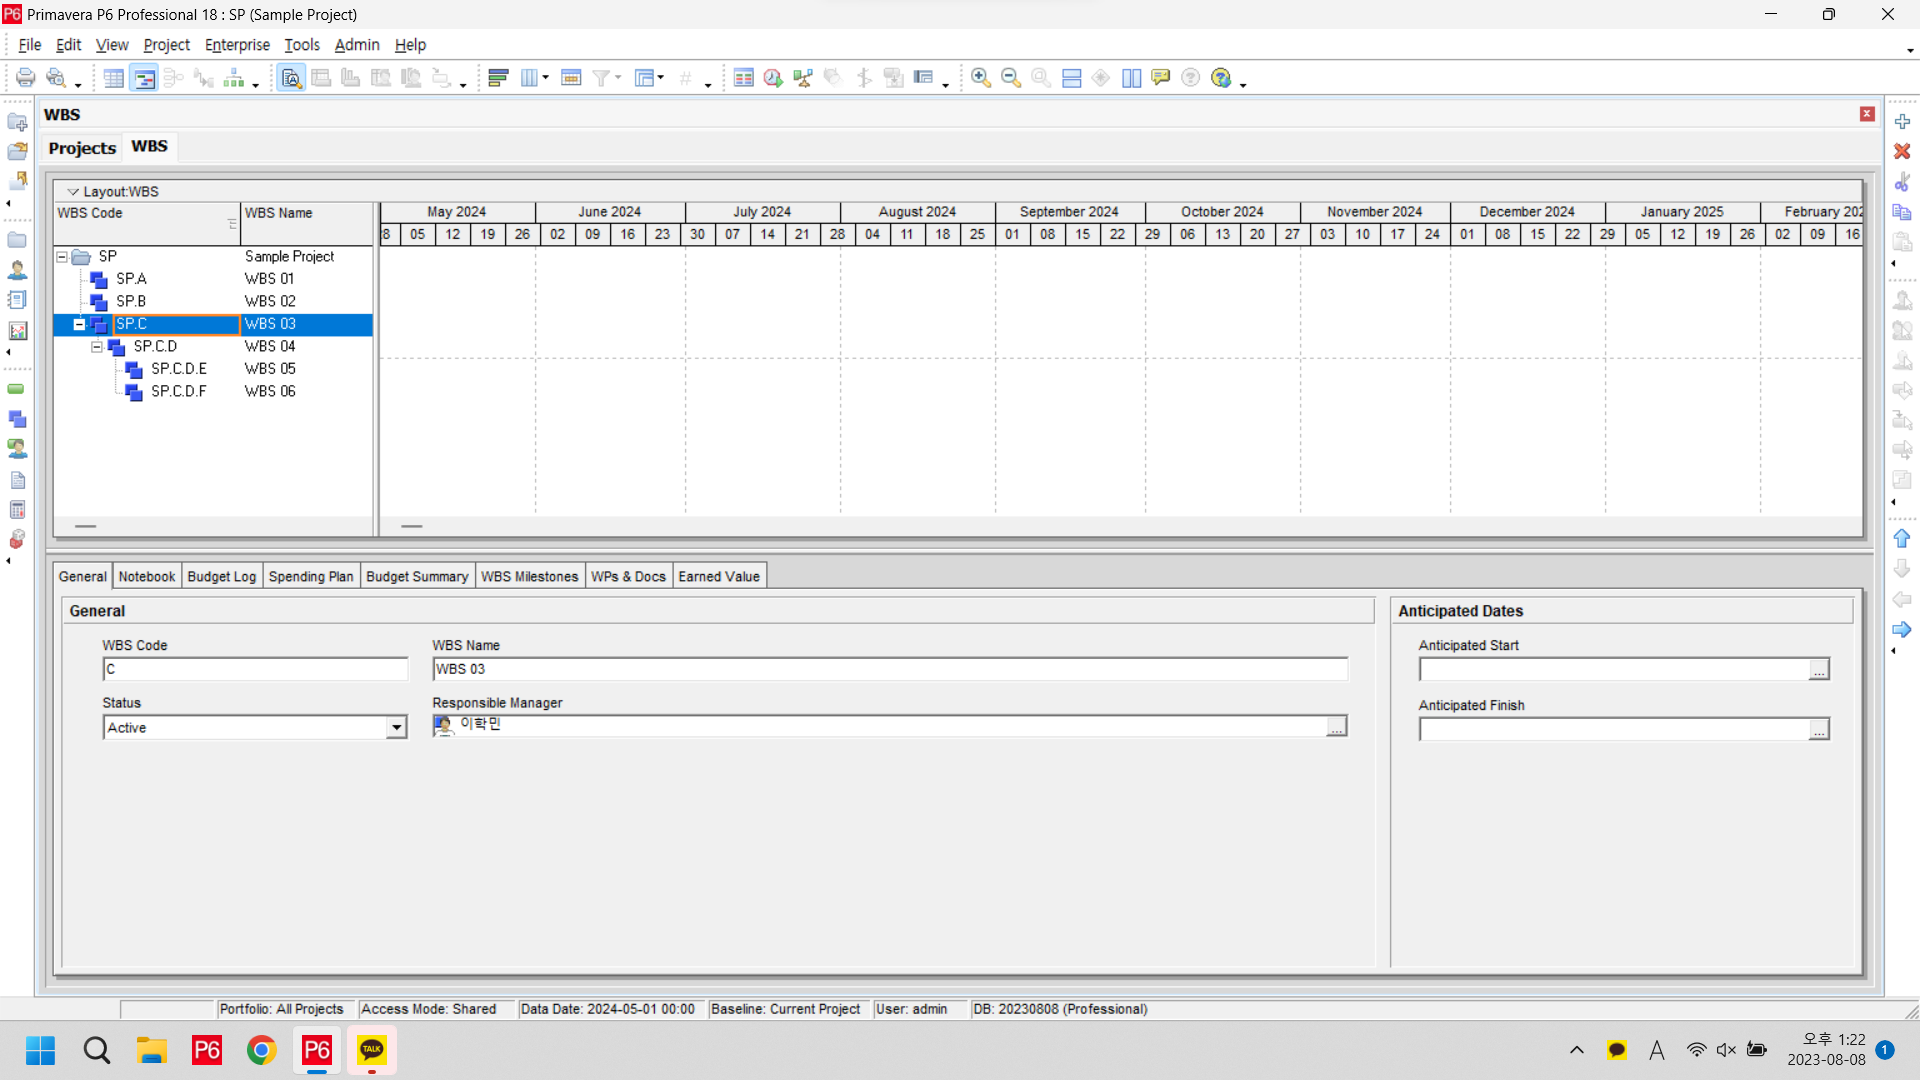 P6 Primavera P6 Professional 18 : SP (Sample Project)
File Edit View Project Enterprise Tools Admin Help
WBS
Projects WBS
Layout:WBS
WBS Code WBS Name
May 2024 June 2024 July 2024 August 2024 September 2024 October 2024 November 2024 December 2024 January 2025 February 202
28 05 12 19 26 02 09 16 23 30 07 14 21 28 04 11 18 25 01 08 15 22 29 06 13 20 27 03 10 17 24 01 08 15 22 29 05 12 19 26 02 09 16
SP Sample Project
SP.A WBS 01
SP.B WBS 02
SP.C WBS 03
SP.C.D WBS 04
SP.C.D.E WBS 05
SP.C.D.F WBS 06
General Notebook Budget Log Spending Plan Budget Summary WBS Milestones WPs & Docs Earned Value
General Anticipated Dates
WBS Code WBS Name Anticipated Start
C WBS 03 ...
Status Responsible Manager Anticipated Finish
Active 이학민 ... ...
Portfolio: All Projects Access Mode: Shared Data Date: 2024-05-01 00:00 Baseline: Current Project User: admin DB: 20230808 (Professional)
P6 P6 TALK A 오후 1:22 1
2023-08-08